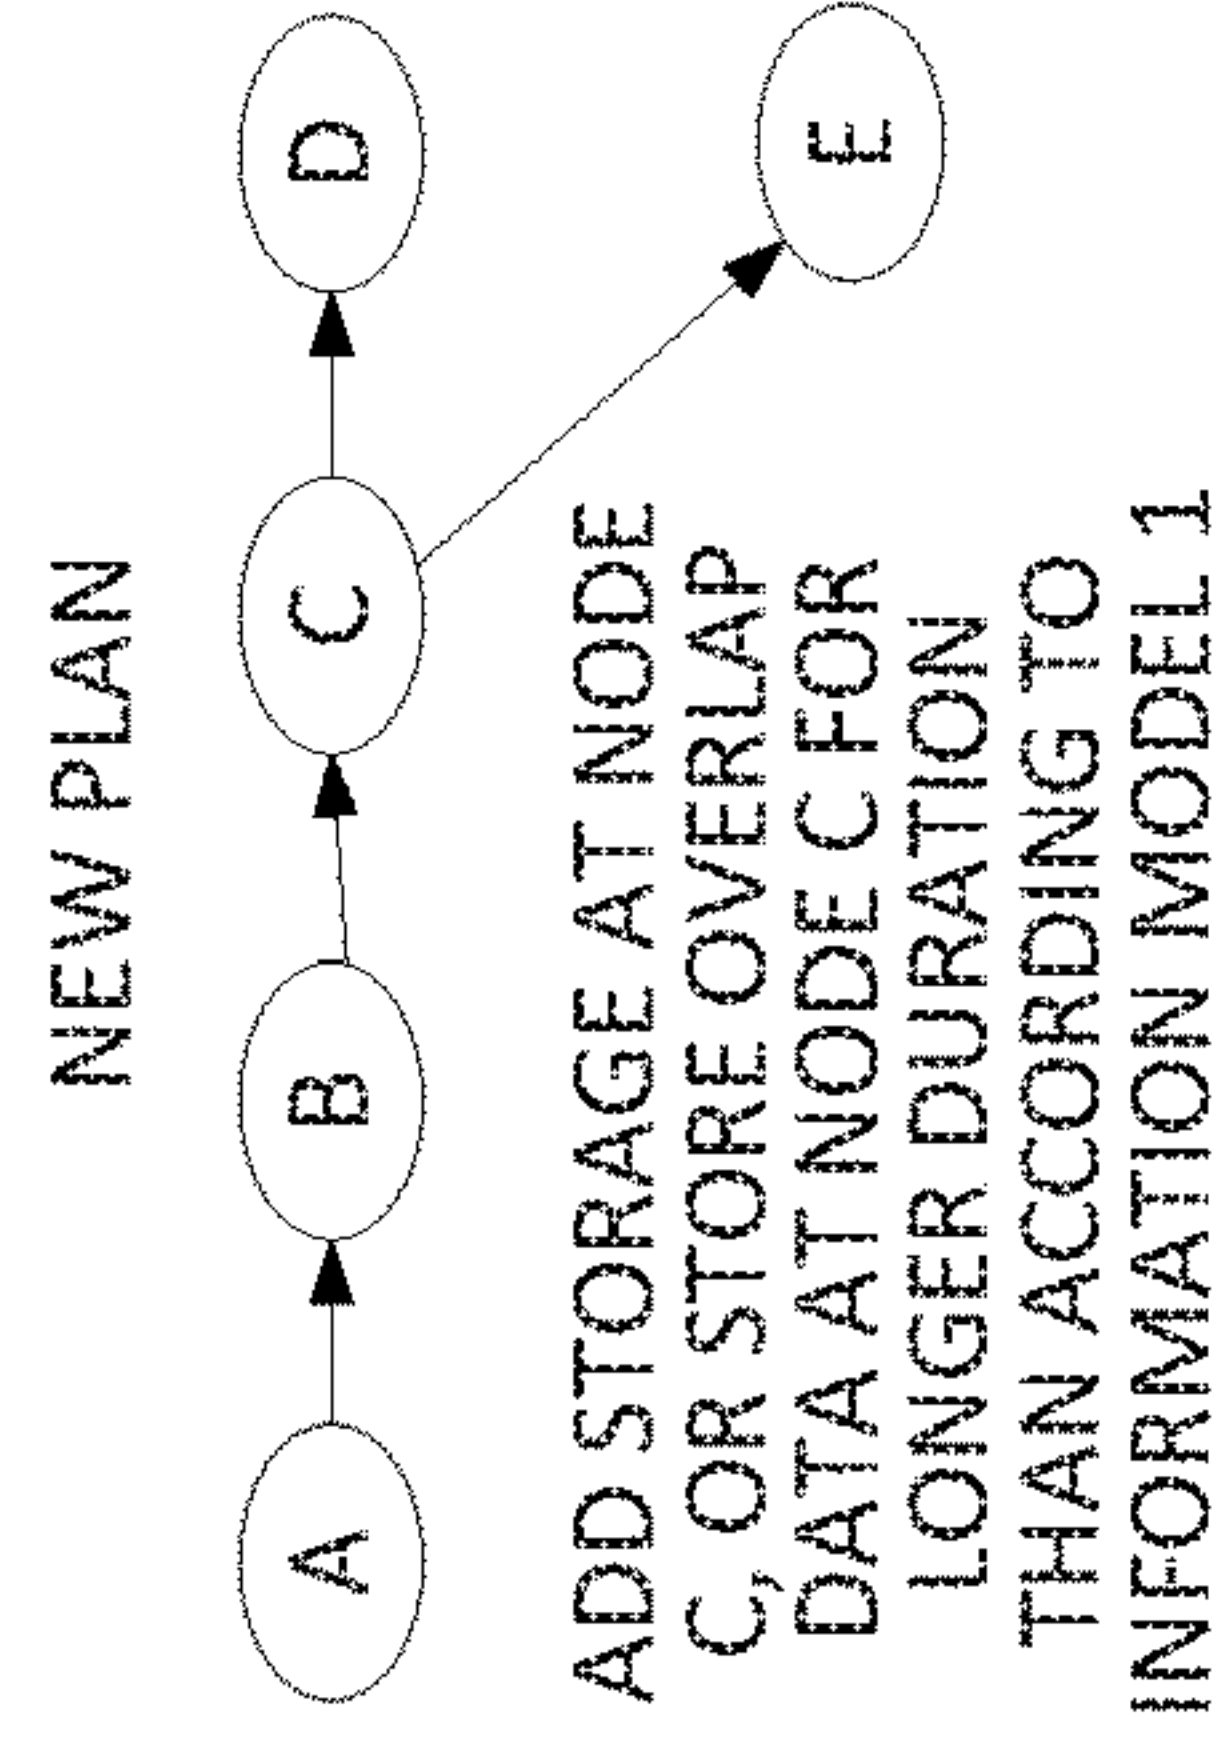 NEW PLAN
A
B
C
D
E
ADD STORAGE AT NODE
C, OR STORE OVERLAP
DATA AT NODE C FOR
LONGER DURATION
THAN ACCORDING TO
INFORMATION MODEL 1